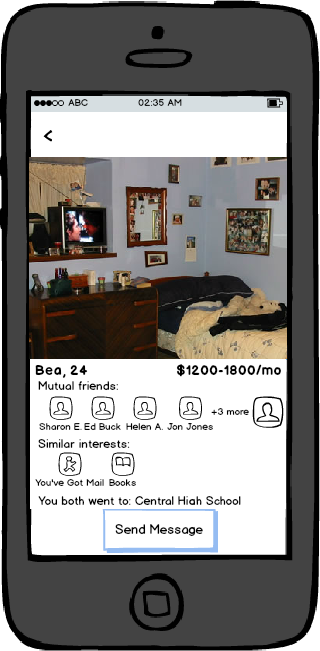 ABC 02:35 AM
Bea, 24 $1200-1800/mo
Mutual friends:
Sharon E. Ed Buck Helen A. Jon Jones +3 more
Similar interests:
You've Got Mail Books
You both went to: Central High School
Send Message